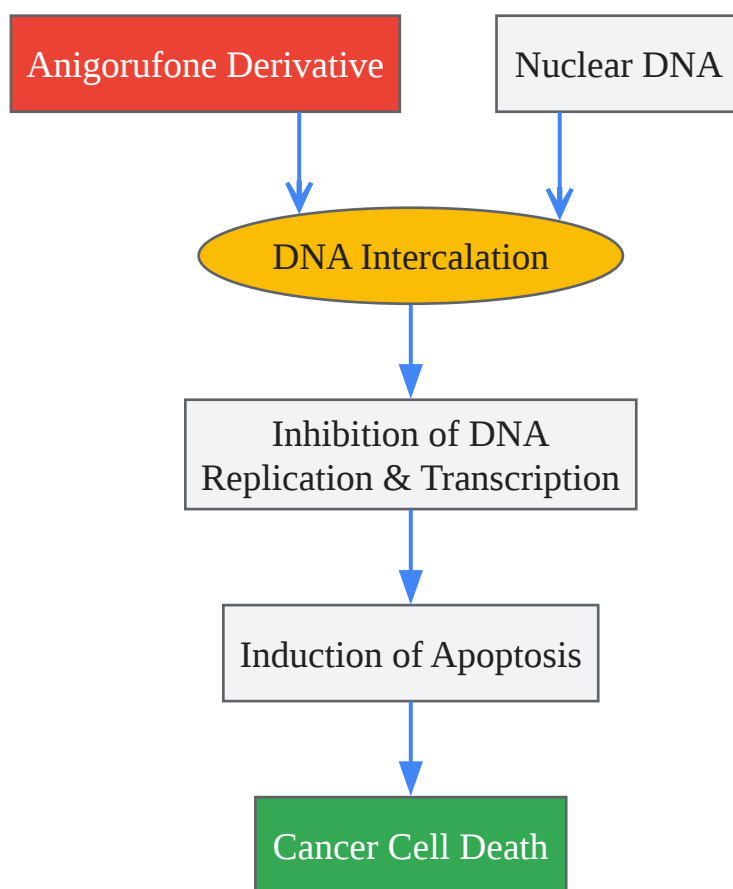 Anigorufone Derivative
Nuclear DNA
DNA Intercalation
Inhibition of DNA
Replication & Transcription
Induction of Apoptosis
Cancer Cell Death